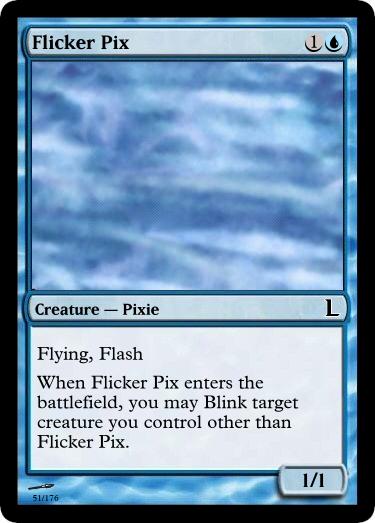 Flicker Pix 1
Creature — Pixie L
Flying, Flash
When Flicker Pix enters the
battlefield, you may Blink target
creature you control other than
Flicker Pix.
1/1
51/176